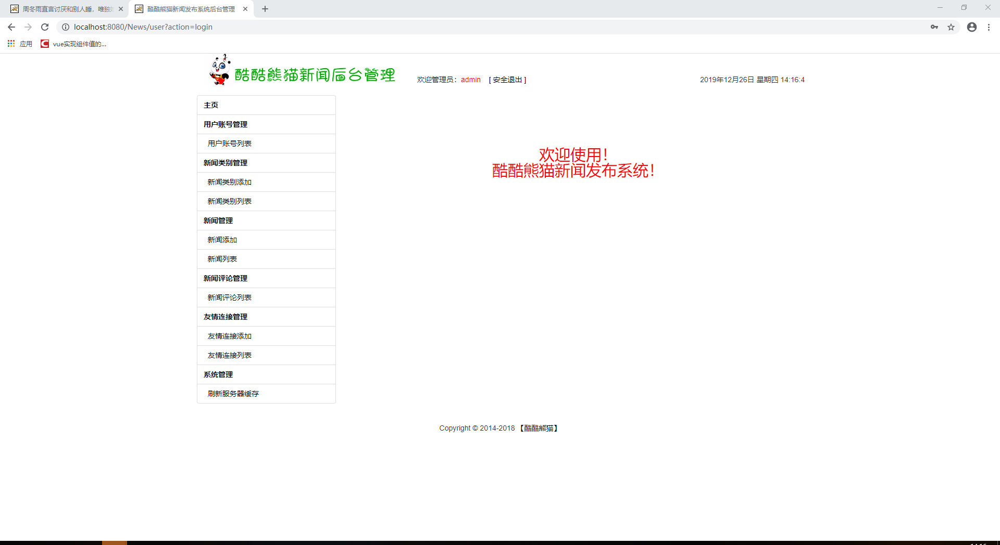 周冬雨直言讨厌和别人睡，唯独
酷酷熊猫新闻发布系统后台管理
localhost:8080/News/user?action=login
应用
vue实现组件值的...
酷酷熊猫新闻后台管理
欢迎管理员：admin [ 安全退出 ]
2019年12月26日 星期四 14:16:4
主页
用户账号管理
用户账号列表
新闻类别管理
新闻类别添加
新闻类别列表
新闻管理
新闻添加
新闻列表
新闻评论管理
新闻评论列表
友情连接管理
友情连接添加
友情连接列表
系统管理
刷新服务器缓存
欢迎使用！
酷酷熊猫新闻发布系统！
Copyright © 2014-2018 【酷酷熊猫】